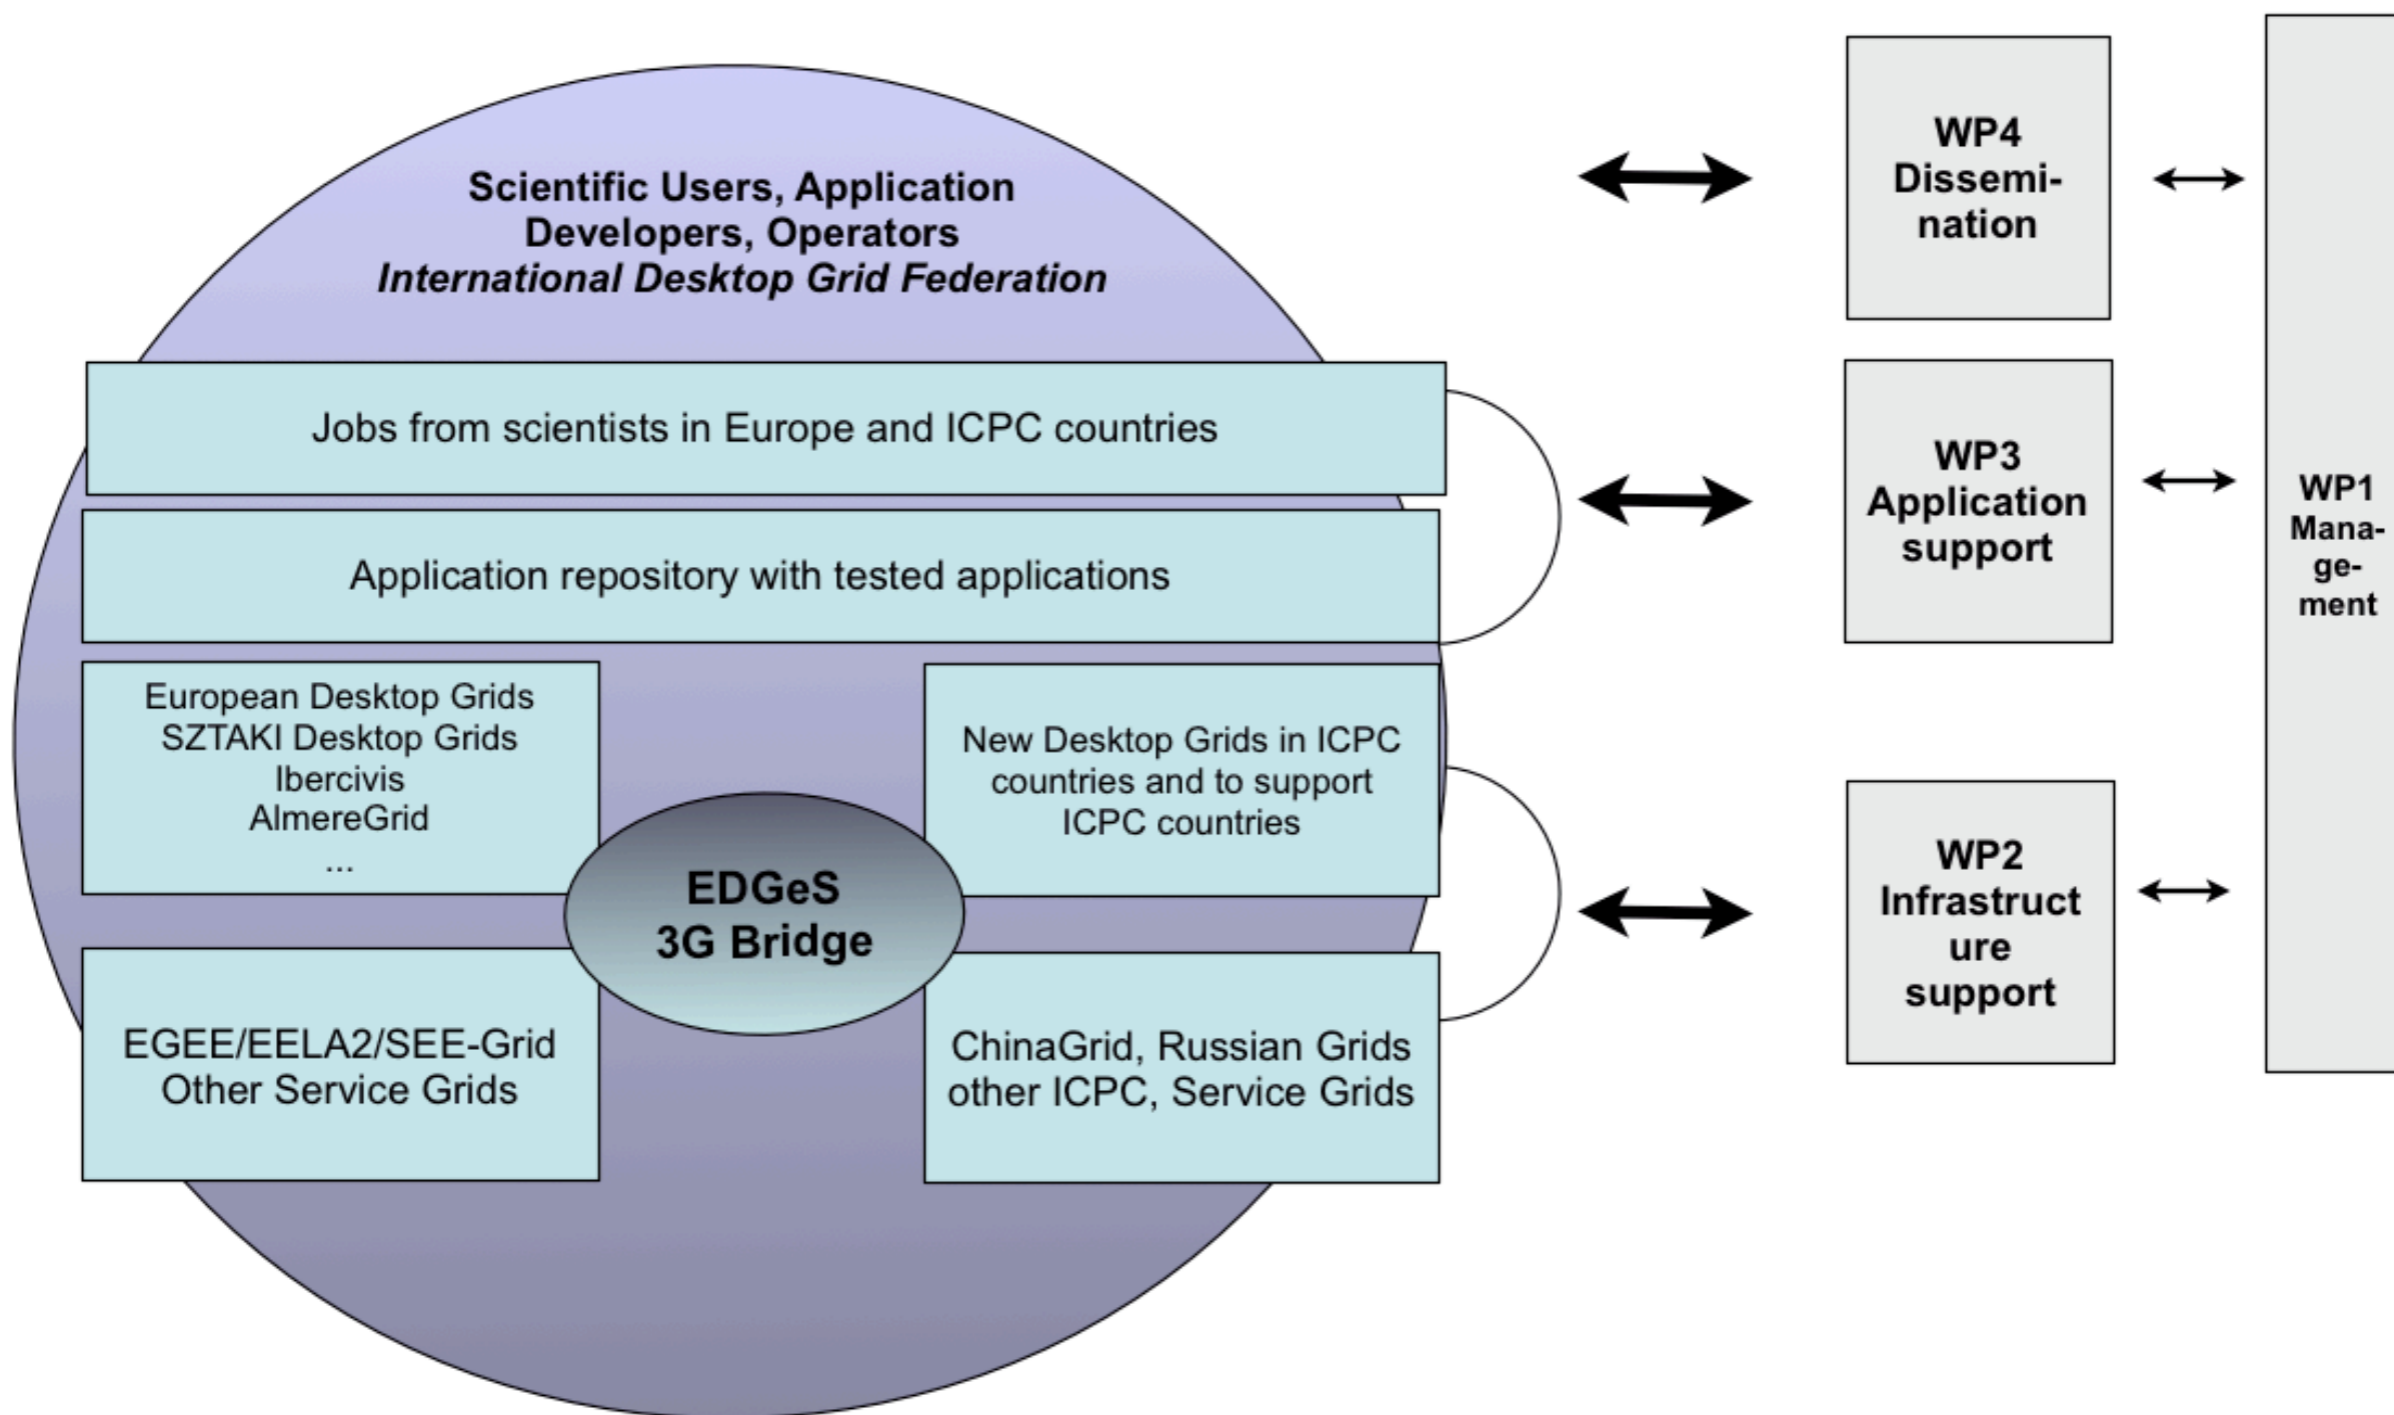 Scientific Users, Application
Developers, Operators
International Desktop Grid Federation
Jobs from scientists in Europe and ICPC countries
Application repository with tested applications
European Desktop Grids
SZTAKI Desktop Grids
Ibercivis
AlmereGrid
...
New Desktop Grids in ICPC
countries and to support
ICPC countries
EDGeS
3G Bridge
EGEE/EELA2/SEE-Grid
Other Service Grids
ChinaGrid, Russian Grids
other ICPC, Service Grids
WP4
Dissemi-
nation
WP3
Application
support
WP2
Infrastruct
ure
support
WP1
Mana-
ge-
ment